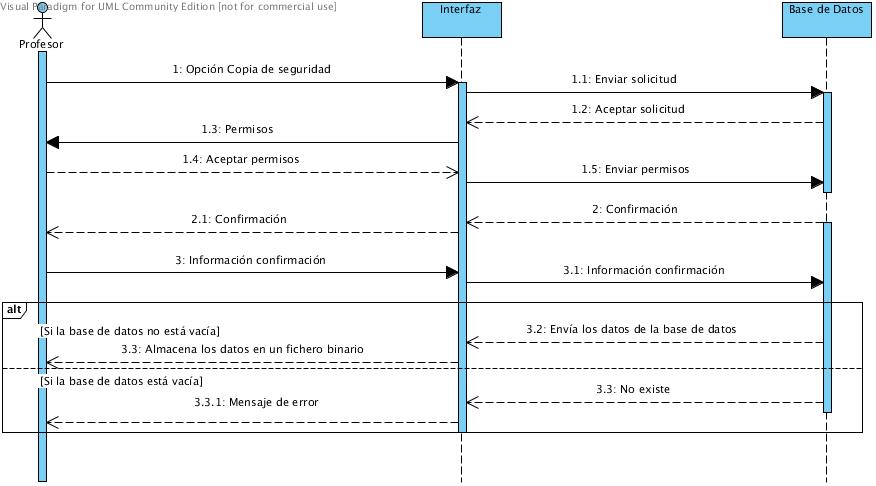 Visual Paradigm for UML Community Edition [not for commercial use]
Profesor
Interfaz
Base de Datos
1: Opción Copia de seguridad
1.1: Enviar solicitud
1.2: Aceptar solicitud
1.3: Permisos
1.4: Aceptar permisos
1.5: Enviar permisos
2: Confirmación
2.1: Confirmación
3: Información confirmación
3.1: Información confirmación
alt
[Si la base de datos no está vacía]
3.2: Envía los datos de la base de datos
3.3: Almacena los datos en un fichero binario
[Si la base de datos está vacía]
3.3: No existe
3.3.1: Mensaje de error